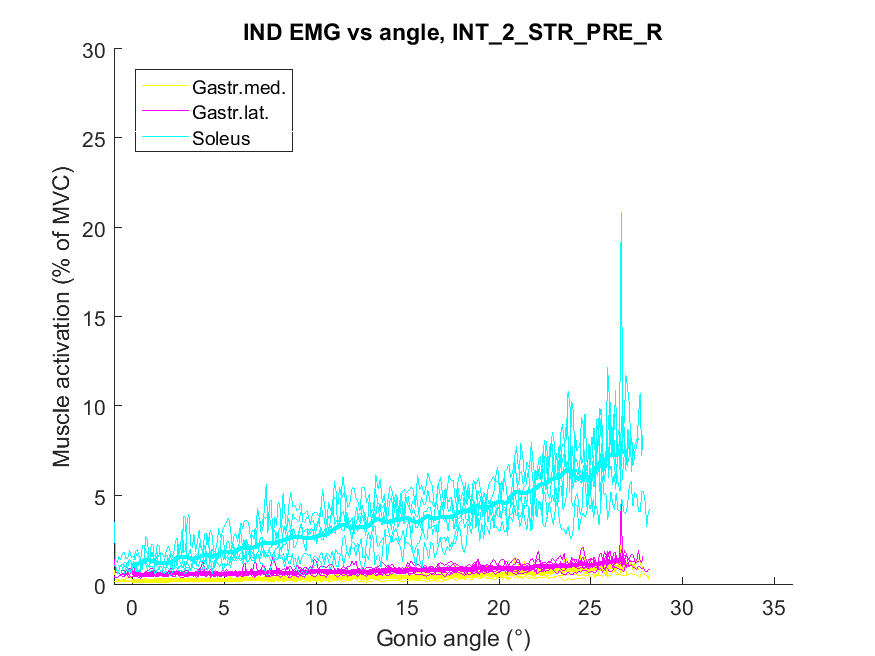 IND EMG vs angle, INT_2_STR_PRE_R
30
25
20
15
10
5
0
Muscle activation (% of MVC)
Gastr.med.
Gastr.lat.
Soleus
0 5 10 15 20 25 30 35
Gonio angle (°)